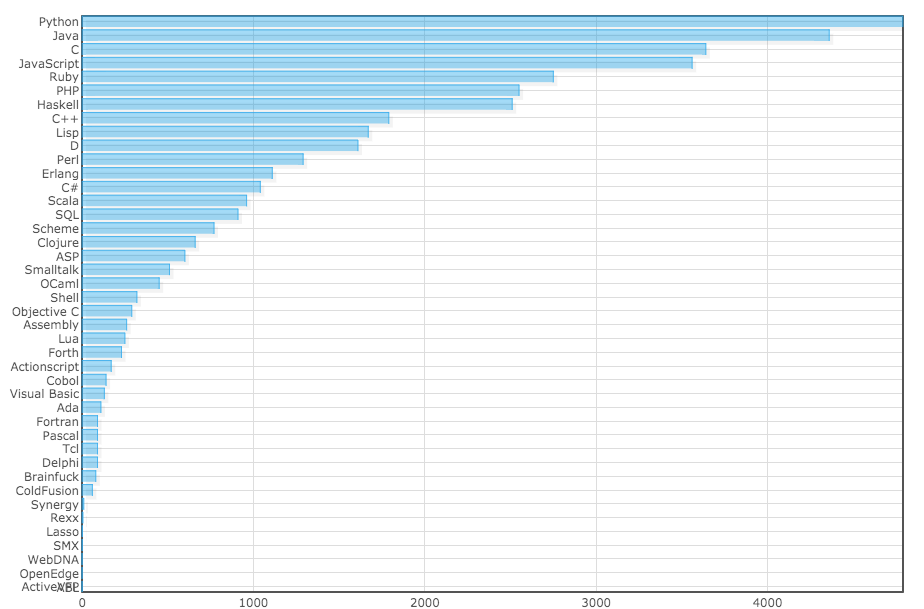 Python
Java
C
JavaScript
Ruby
PHP
Haskell
C++
Lisp
D
Perl
Erlang
C#
Scala
SQL
Scheme
Clojure
ASP
Smalltalk
OCaml
Shell
Objective C
Assembly
Lua
Forth
Actionscript
Cobol
Visual Basic
Ada
Fortran
Pascal
Tcl
Delphi
Brainfuck
ColdFusion
Synergy
Rexx
Lasso
SMX
WebDNA
OpenEdge
0 1000 2000 3000 4000